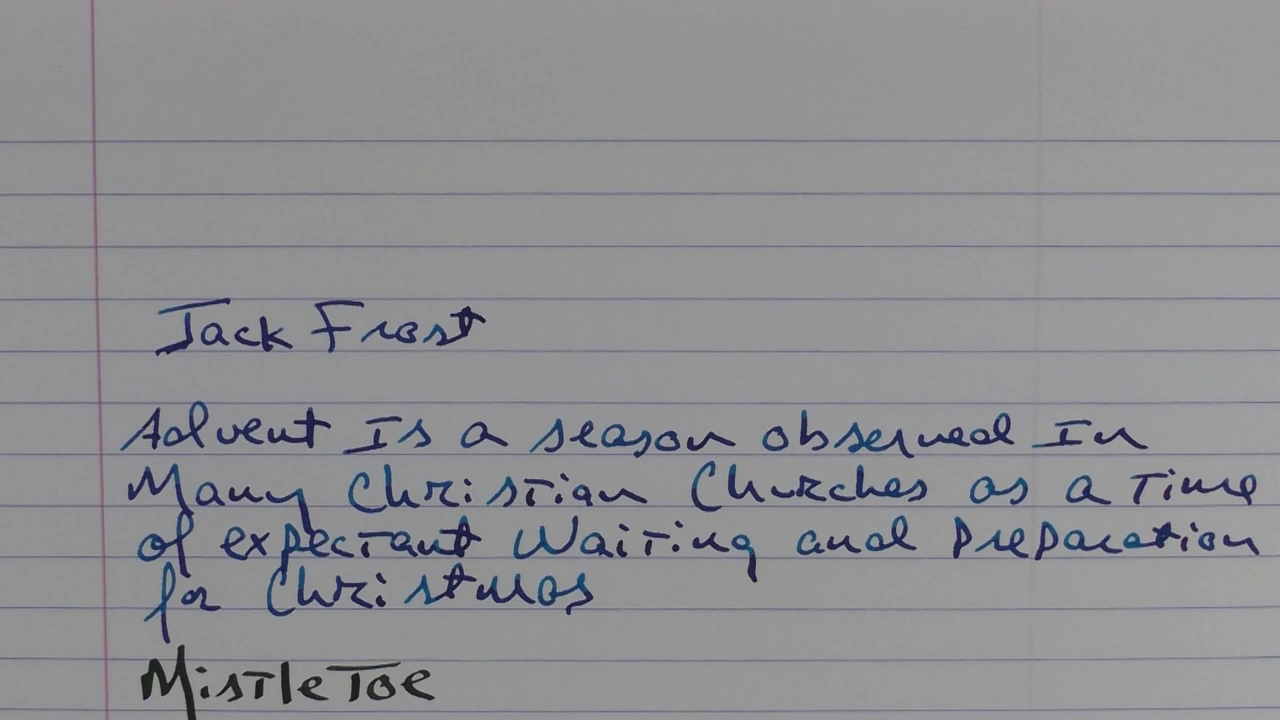 Jack Frost
Advent Is a season observed In
Many Christian Churches as a Time
of expectant Waiting and Preparation
for Christmas
MistleToe